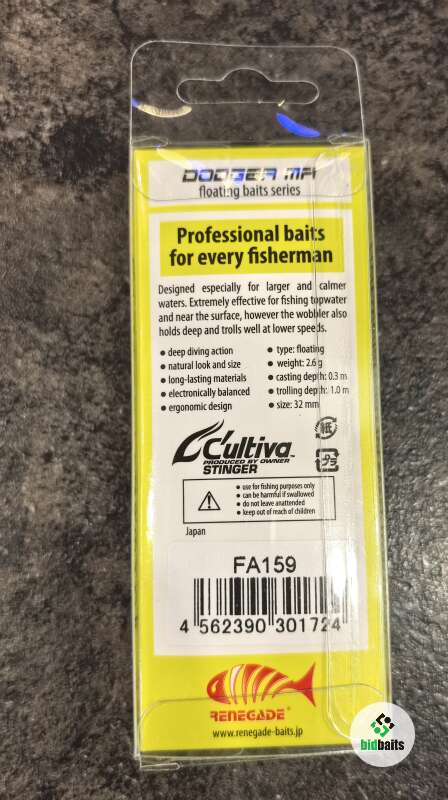 DODGER MR
floating baits series
Professional baits
for every fisherman
Designed especially for larger and calmer
waters. Extremely effective for fishing topwater
and near the surface, however the wobbler also
holds deep and trolls well at lower speeds.
• deep diving action
• natural look and size
• long-lasting materials
• electronically balanced
• ergonomic design
• type: floating
• weight: 2.6 g
• casting depth: 0.3 m
• trolling depth: 1.0 m
• size: 32 mm
C'ultiva™
PRODUCED BY OWNER
STINGER
紙
プラ
• use for fishing purposes only
• can be harmful if swallowed
• do not leave anattended
• keep out of reach of children
Japan
FA159
4 562390 301724
RENEGADE®
www.renegade-baits.jp
bidbaits